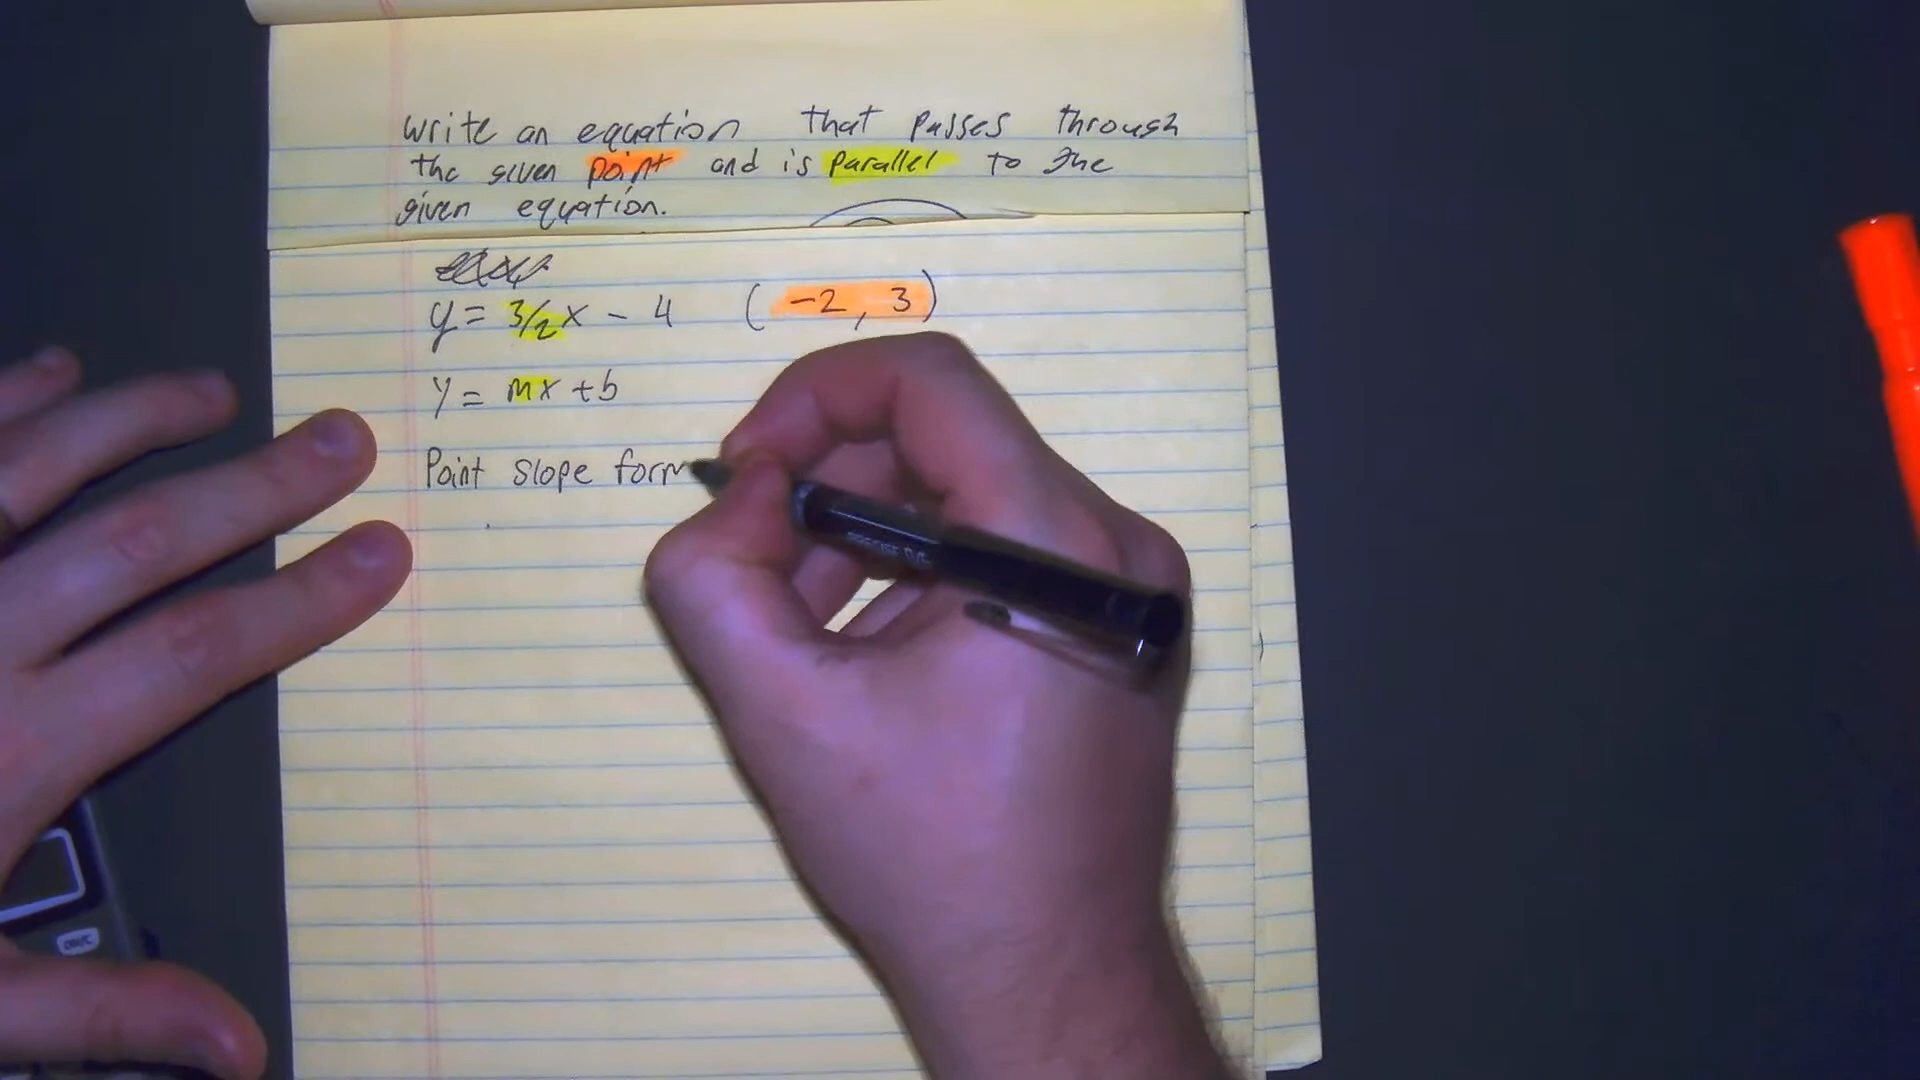 write an equation that passes through
the given point and is parallel to the
given equation.
y = 3/2x - 4 (-2, 3)
y = mx + b
Point slope form
ON/C